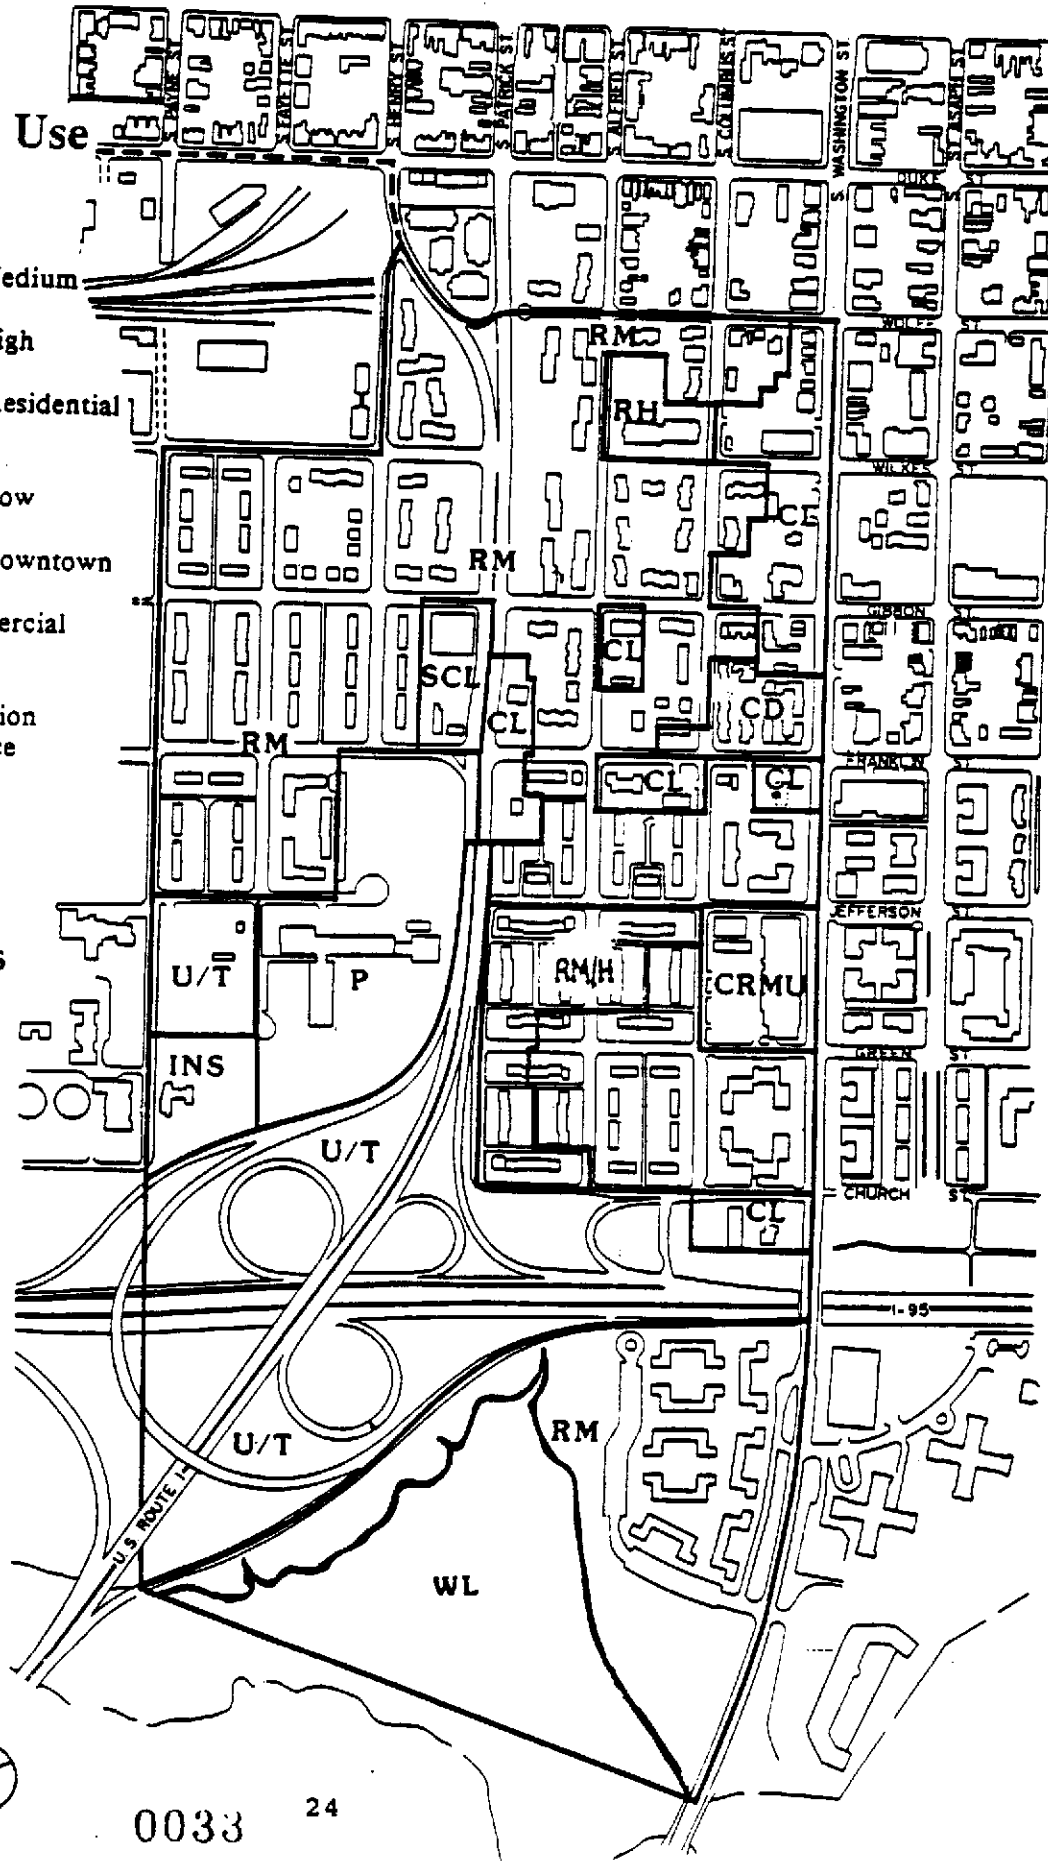 S. PAYNE ST.
S FAYETTE ST.
S HENRY ST.
S PATRICK ST.
S ALFRED ST.
S COLUMBUS ST.
S WASHINGTON ST.
ST ASAPH ST.
Use
DUKE ST
edium
igh
esidential
ow
owntown
ercial
ion
ce
s
WOLFE ST.
RM
RH
WILKES ST.
CL
RM
GIBBON ST.
CL
SCL
CL
CD
RM
FRANKLIN ST.
CL
CL
JEFFERSON ST.
U/T
P
RM/H
CRMU
INS
GREEN ST.
U/T
CHURCH ST.
CL
I-95
U/T
RM
U.S. ROUTE 1
WL
0033
24